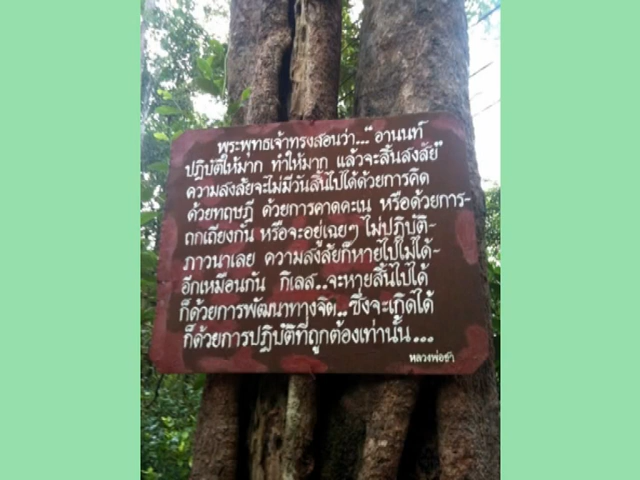 พระพุทธเจ้าทรงสอนว่า..."อานนท์
ปฏิบัติให้มาก ทำให้มาก แล้วจะสิ้นสงสัย"
ความสงสัยจะไม่มีวันสิ้นไปได้ด้วยการคิด
ด้วยทฤษฎี ด้วยการคาดคะเน หรือด้วยการ-
ถกเถียงกัน หรือจะอยู่เฉยๆ ไม่ปฏิบัติ-
ภาวนาเลย ความสงสัยก็หายไปไม่ได้-
อีกเหมือนกัน กิเลส..จะหายสิ้นไปได้
ก็ด้วยการพัฒนาทางจิต..ซึ่งจะเกิดได้
ก็ด้วยการปฏิบัติที่ถูกต้องเท่านั้น...
หลวงพ่อชา